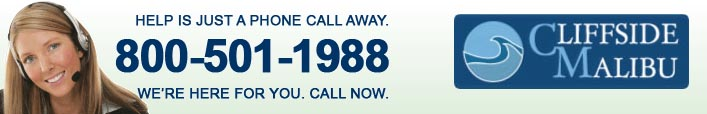 HELP IS JUST A PHONE CALL AWAY.
800-501-1988
WE'RE HERE FOR YOU. CALL NOW.
CLIFFSIDE
MALIBU